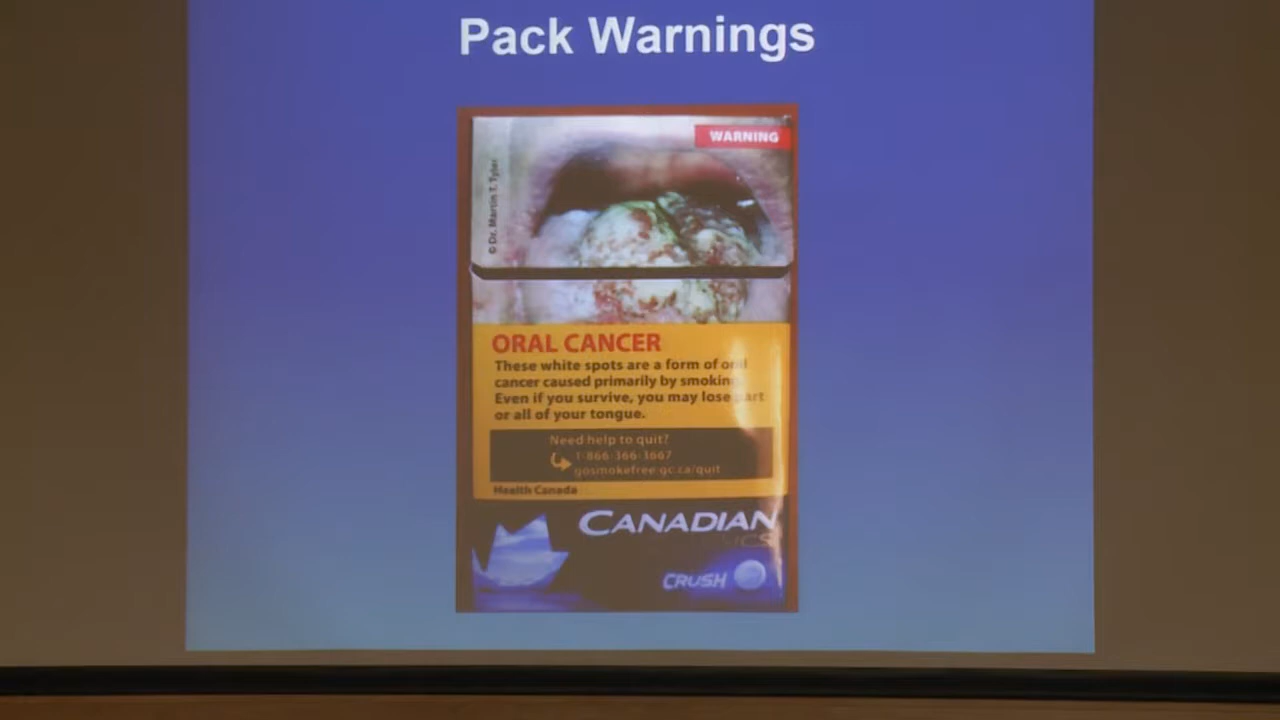 Pack Warnings
WARNING
© Dr. Martin T. Tyler
ORAL CANCER
These white spots are a form of oral
cancer caused primarily by smoking.
Even if you survive, you may lose part
or all of your tongue.
Need help to quit?
1-866-366-3667
gosmokefree.gc.ca/quit
Health Canada
CANADIAN
CRUSH